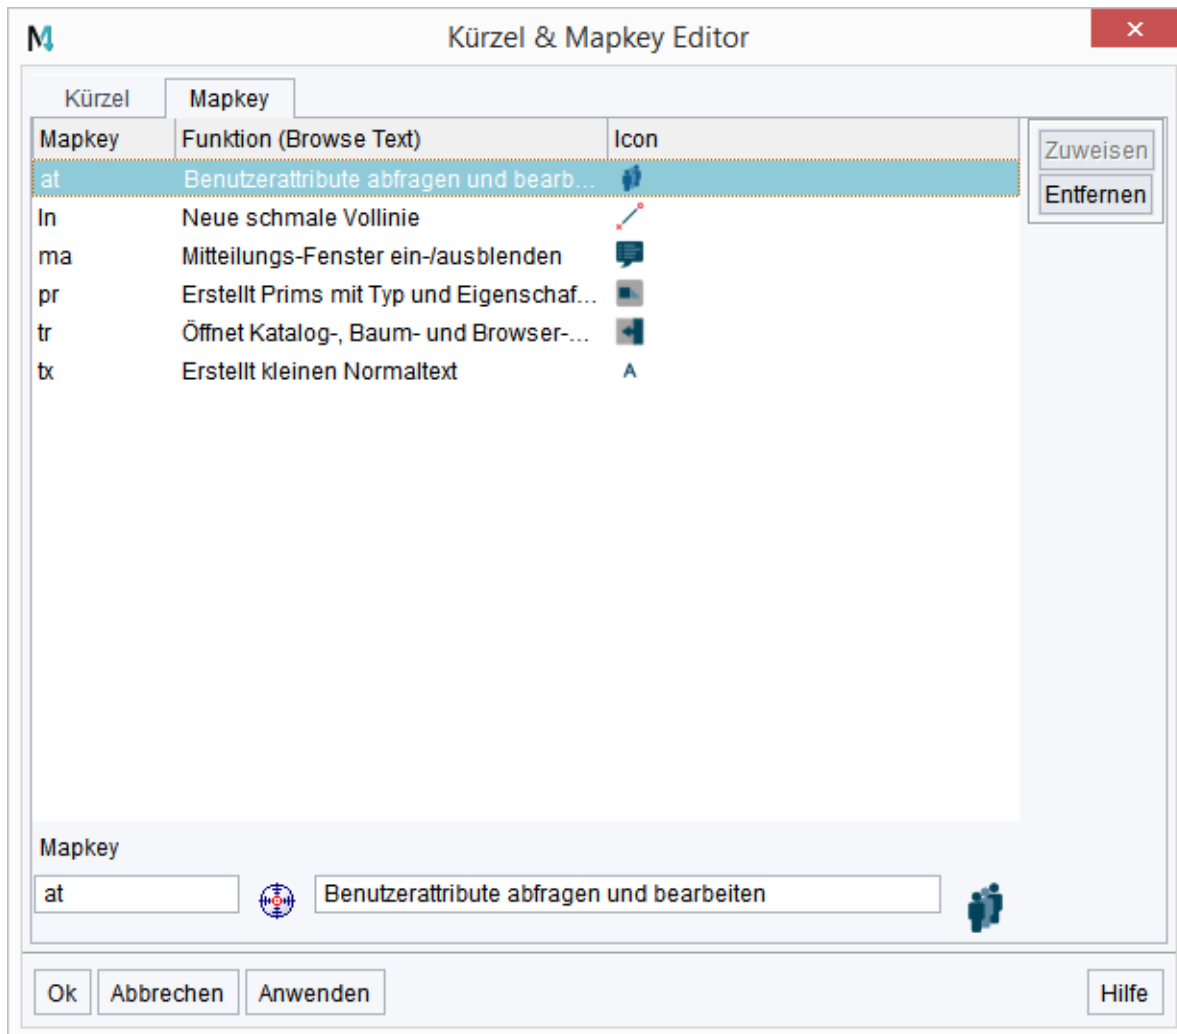 Kürzel & Mapkey Editor
Kürzel Mapkey
Mapkey Funktion (Browse Text) Icon
Zuweisen
at Benutzerattribute abfragen und bearb...
Entfernen
ln Neue schmale Vollinie
ma Mitteilungs-Fenster ein-/ausblenden
pr Erstellt Prims mit Typ und Eigenschaf...
tr Öffnet Katalog-, Baum- und Browser-...
tx Erstellt kleinen Normaltext
A
Mapkey
at Benutzerattribute abfragen und bearbeiten
Ok Abbrechen Anwenden Hilfe